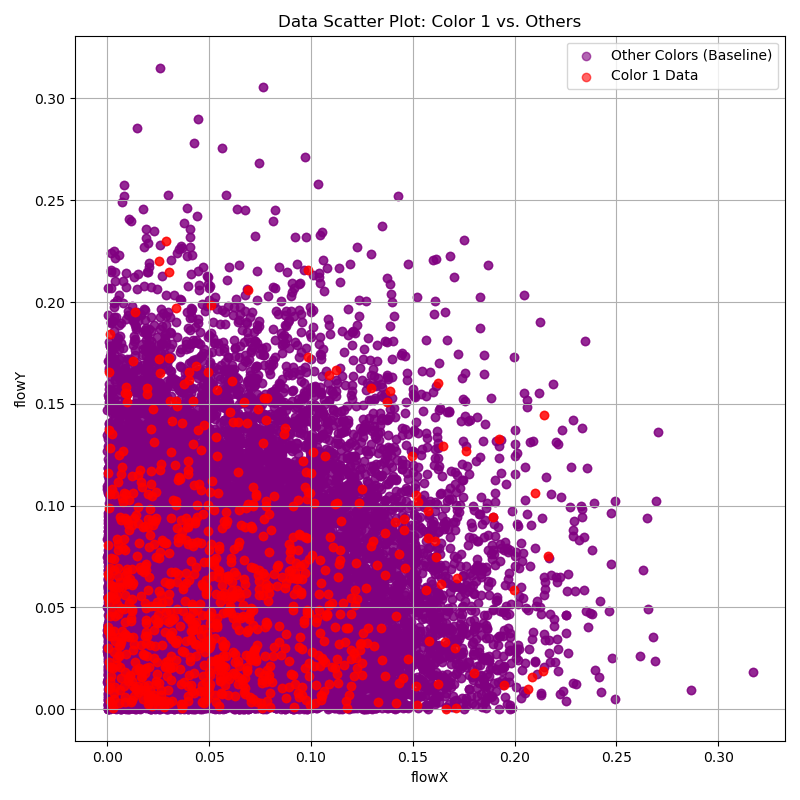 Data Scatter Plot: Color 1 vs. Others
Other Colors (Baseline)
Color 1 Data
flowY
0.30
0.25
0.20
0.15
0.10
0.05
0.00
0.00 0.05 0.10 0.15 0.20 0.25 0.30
flowX